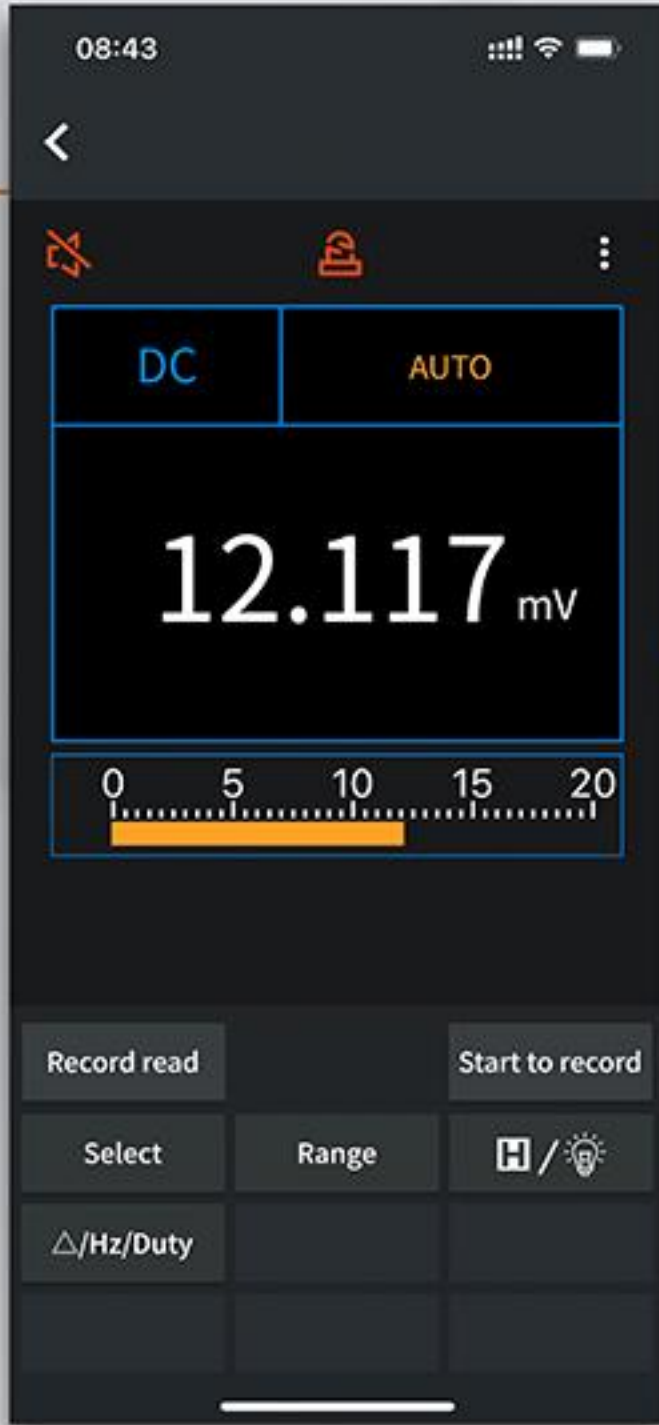 08:43
DC
AUTO
12.117 mV
0 5 10 15 20
Record read
Start to record
Select
Range
H/
△/Hz/Duty